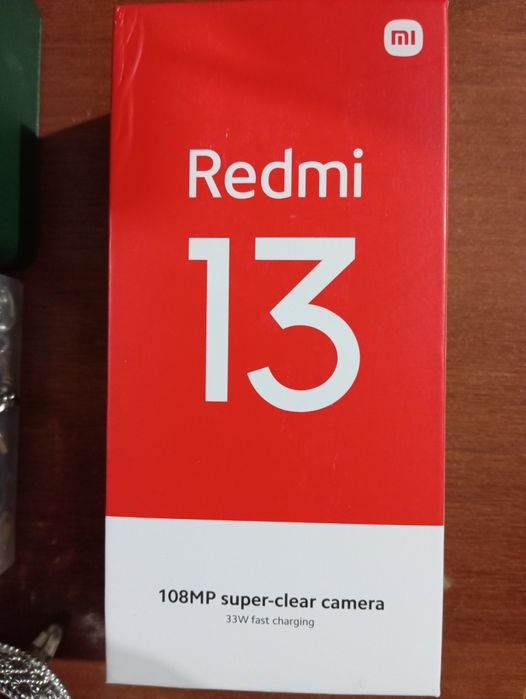 mi
Redmi
13
108MP super-clear camera
33W fast charging